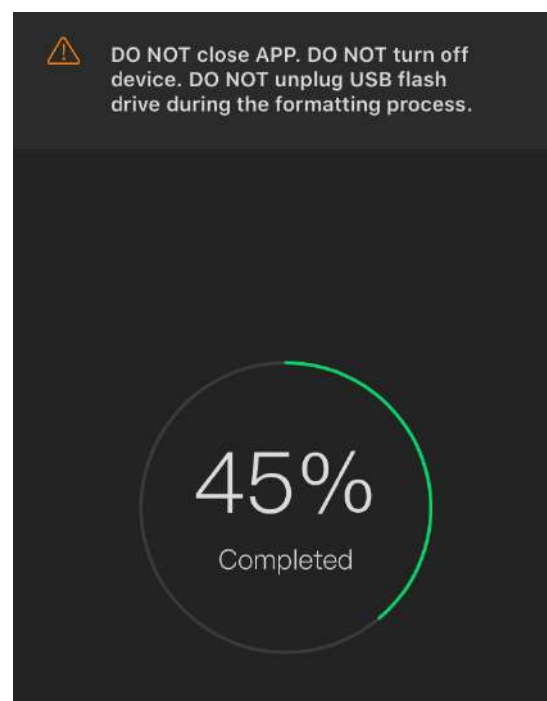 DO NOT close APP. DO NOT turn off
device. DO NOT unplug USB flash
drive during the formatting process.
45%
Completed